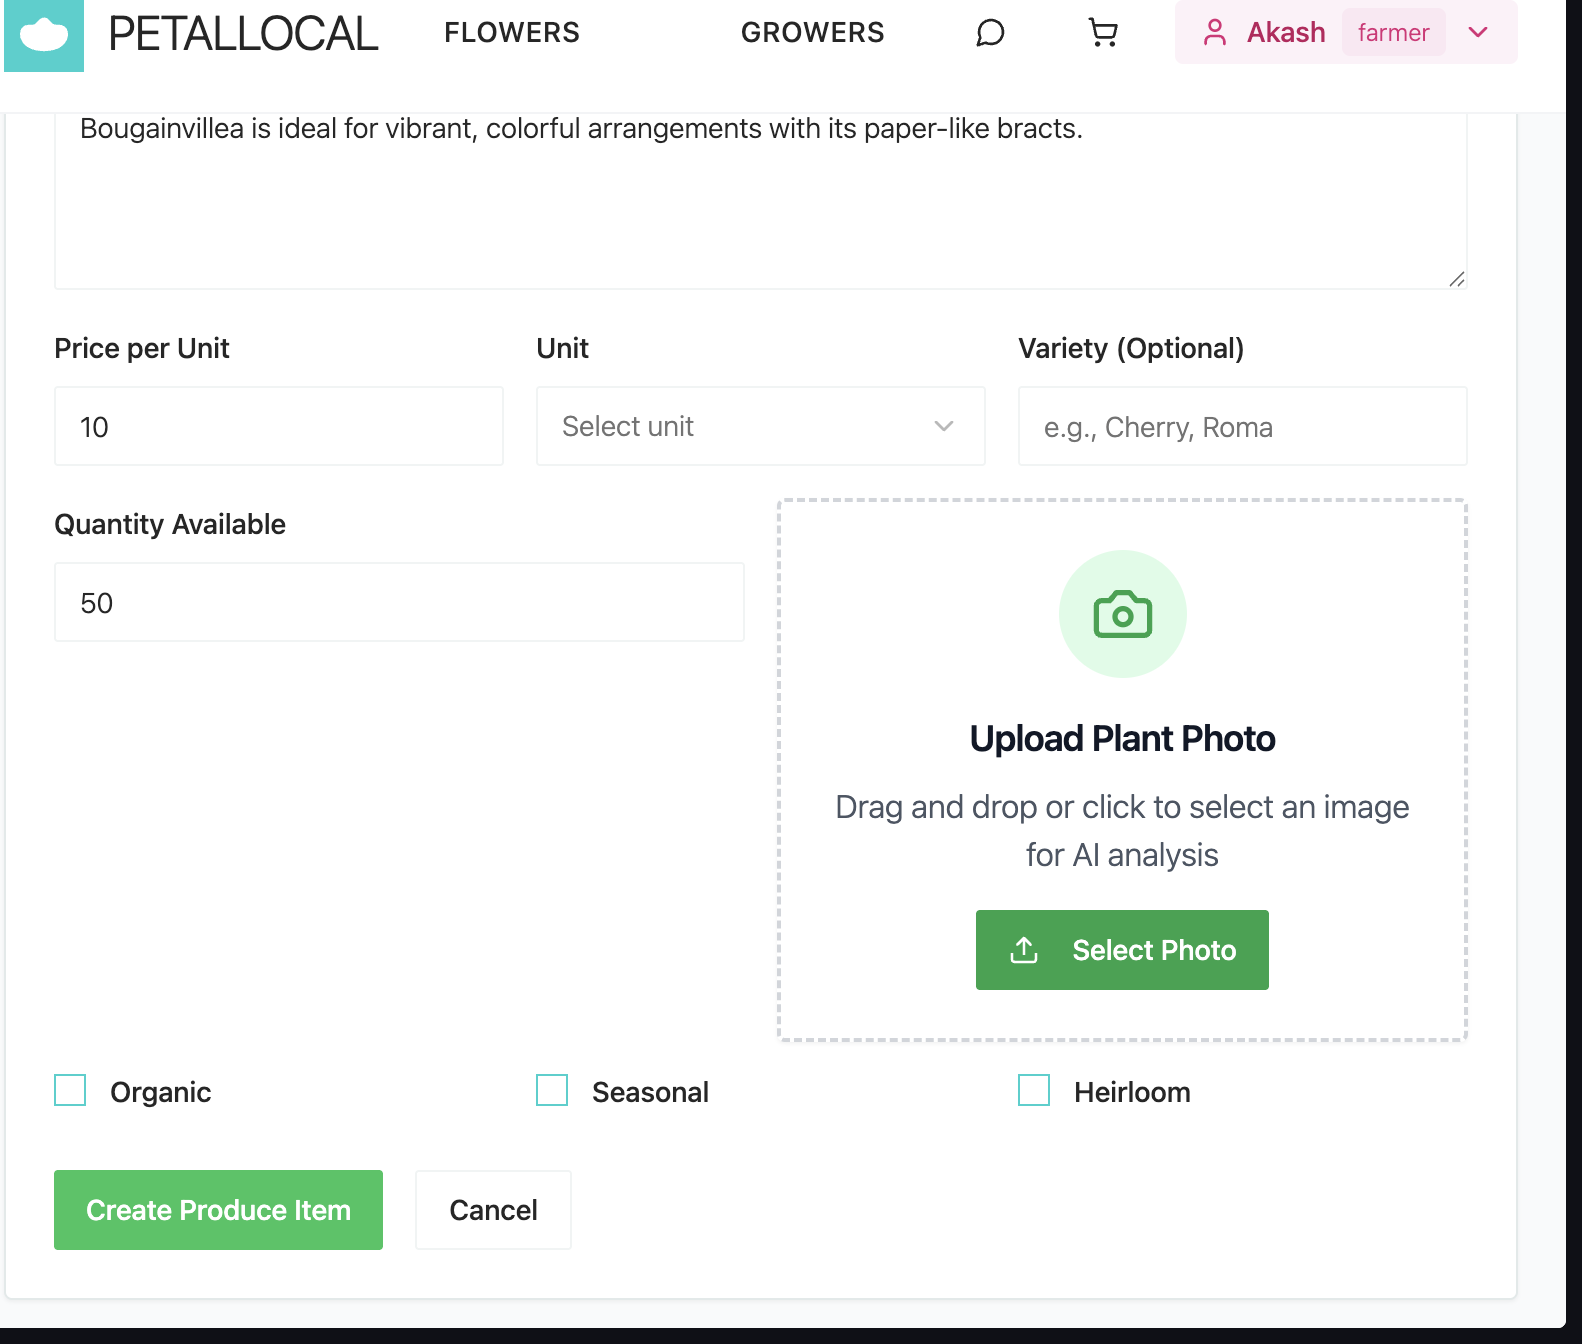 PETALLOCAL
FLOWERS
GROWERS
Akash
farmer
Bougainvillea is ideal for vibrant, colorful arrangements with its paper-like bracts.
Price per Unit
Unit
Variety (Optional)
10
Select unit
e.g., Cherry, Roma
Quantity Available
50
Upload Plant Photo
Drag and drop or click to select an image
for AI analysis
Select Photo
Organic
Seasonal
Heirloom
Create Produce Item
Cancel